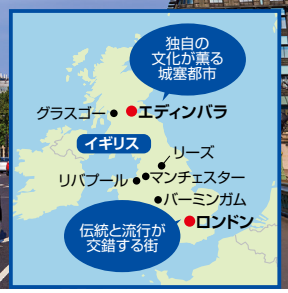 独自の
文化が薫る
城塞都市
グラスゴー
エディンバラ
イギリス
リーズ
マンチェスター
リバプール
バーミンガム
ロンドン
伝統と流行が
交錯する街